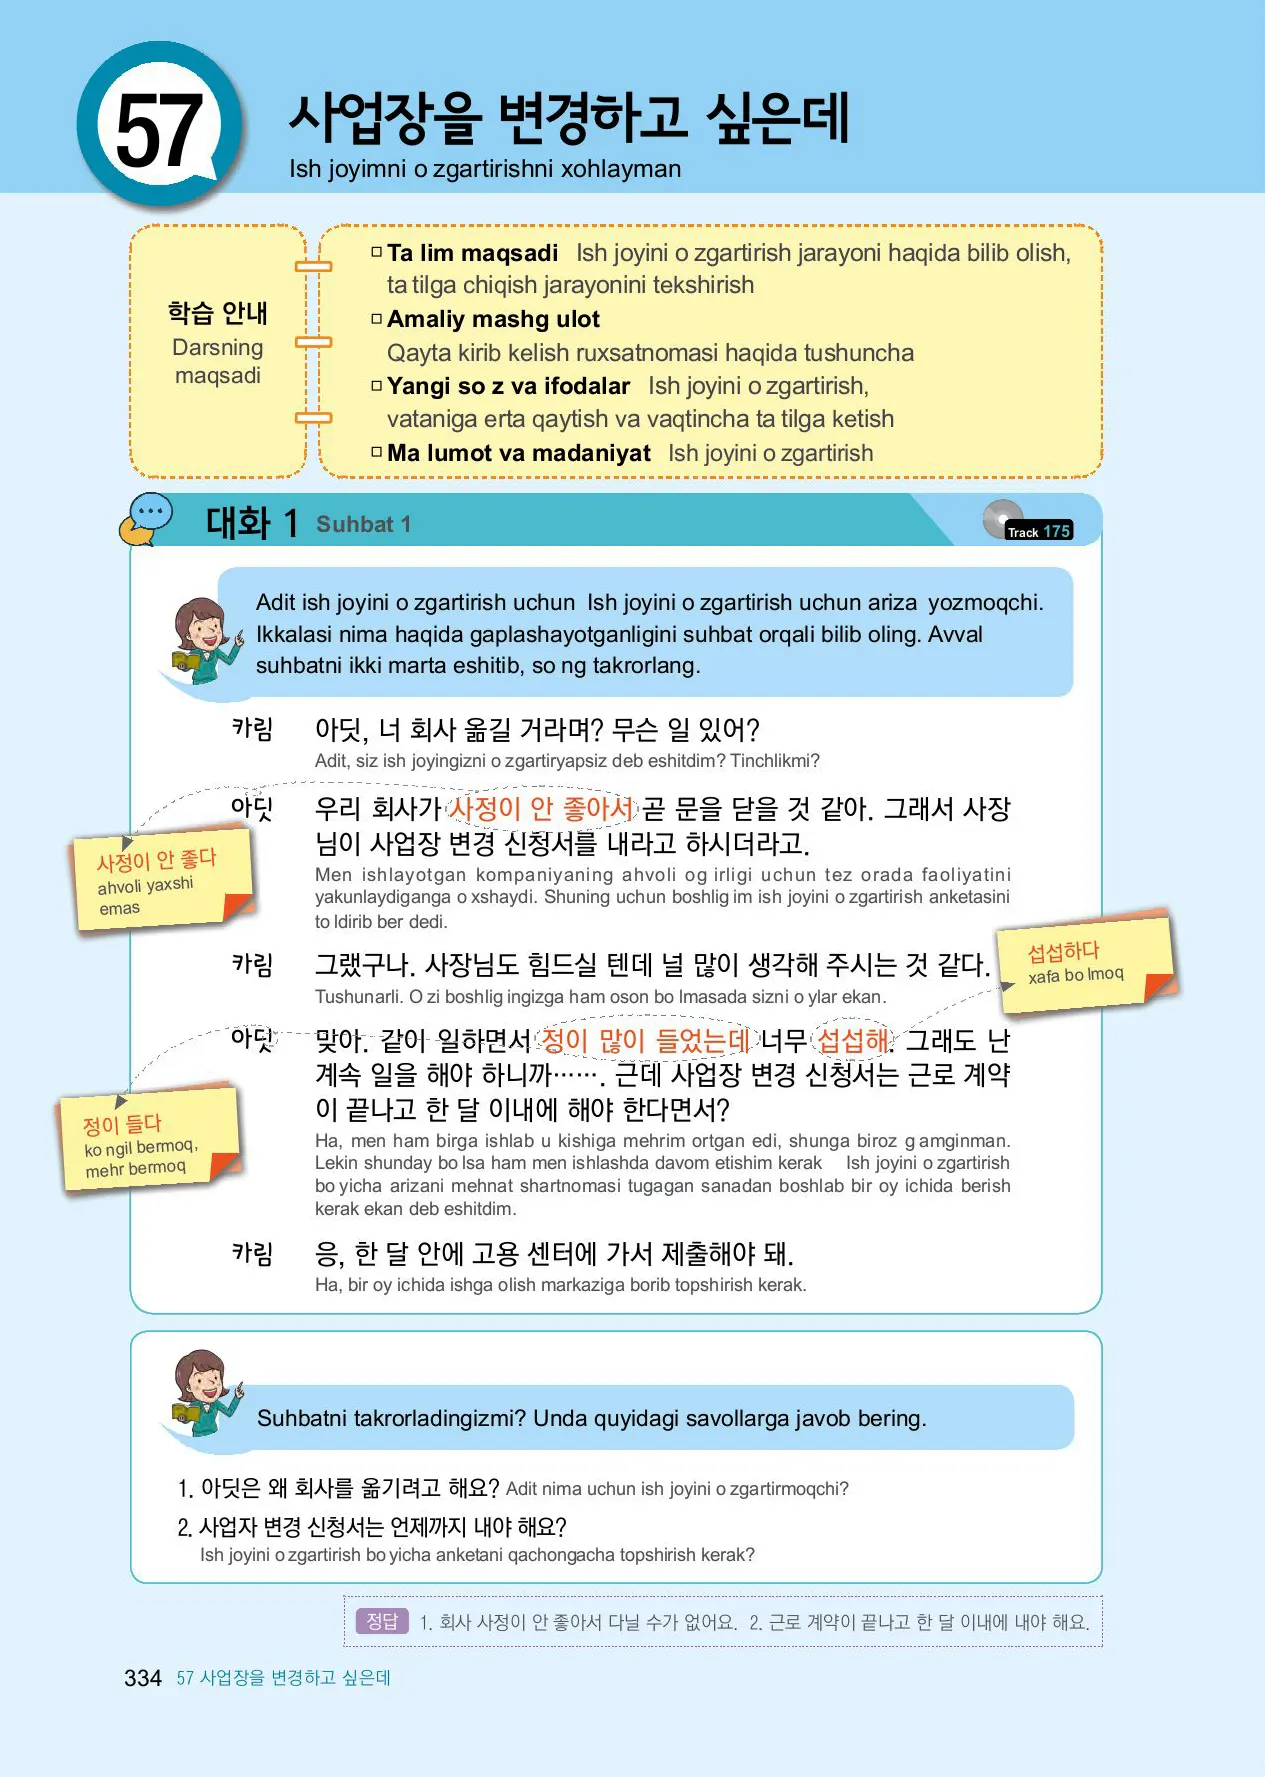 57
사업장을 변경하고 싶은데
Ish joyimni o zgartirishni xohlayman
학습 안내
Darsning
maqsadi
Ta lim maqsadi Ish joyini o zgartirish jarayoni haqida bilib olish,
ta tilga chiqish jarayonini tekshirish
Amaliy mashg ulot
Qayta kirib kelish ruxsatnomasi haqida tushuncha
Yangi so z va ifodalar Ish joyini o zgartirish,
vataniga erta qaytish va vaqtincha ta tilga ketish
Ma lumot va madaniyat Ish joyini o zgartirish
대화 1 Suhbat 1
Track 175
Adit ish joyini o zgartirish uchun Ish joyini o zgartirish uchun ariza yozmoqchi.
Ikkalasi nima haqida gaplashayotganligini suhbat orqali bilib oling. Avval
suhbatni ikki marta eshitib, so ng takrorlang.
카림 아딧, 너 회사 옮길 거라며? 무슨 일 있어?
Adit, siz ish joyingizni o zgartiryapsiz deb eshitdim? Tinchlikmi?
아딧 우리 회사가 사정이 안 좋아서 곧 문을 닫을 것 같아. 그래서 사장
님이 사업장 변경 신청서를 내라고 하시더라고.
Men ishlayotgan kompaniyaning ahvoli og irligi uchun tez orada faoliyatini
yakunlaydiganga o xshaydi. Shuning uchun boshlig im ish joyini o zgartirish anketasini
to ldirib ber dedi.
사정이 안 좋다
ahvoli yaxshi
emas
카림 그랬구나. 사장님도 힘드실 텐데 널 많이 생각해 주시는 것 같다.
Tushunarli. O zi boshlig ingizga ham oson bo lmasada sizni o ylar ekan.
섭섭하다
xafa bo lmoq
아딧 맞아. 같이 일하면서 정이 많이 들었는데 너무 섭섭해. 그래도 난
계속 일을 해야 하니까……. 근데 사업장 변경 신청서는 근로 계약
이 끝나고 한 달 이내에 해야 한다면서?
Ha, men ham birga ishlab u kishiga mehrim ortgan edi, shunga biroz g amginman.
Lekin shunday bo lsa ham men ishlashda davom etishim kerak Ish joyini o zgartirish
bo yicha arizani mehnat shartnomasi tugagan sanadan boshlab bir oy ichida berish
kerak ekan deb eshitdim.
정이 들다
ko ngil bermoq,
mehr bermoq
카림 응, 한 달 안에 고용 센터에 가서 제출해야 돼.
Ha, bir oy ichida ishga olish markaziga borib topshirish kerak.
Suhbatni takrorladingizmi? Unda quyidagi savollarga javob bering.
1. 아딧은 왜 회사를 옮기려고 해요? Adit nima uchun ish joyini o zgartirmoqchi?
2. 사업자 변경 신청서는 언제까지 내야 해요?
Ish joyini o zgartirish bo yicha anketani qachongacha topshirish kerak?
정답 1. 회사 사정이 안 좋아서 다닐 수가 없어요. 2. 근로 계약이 끝나고 한 달 이내에 내야 해요.
334 57 사업장을 변경하고 싶은데